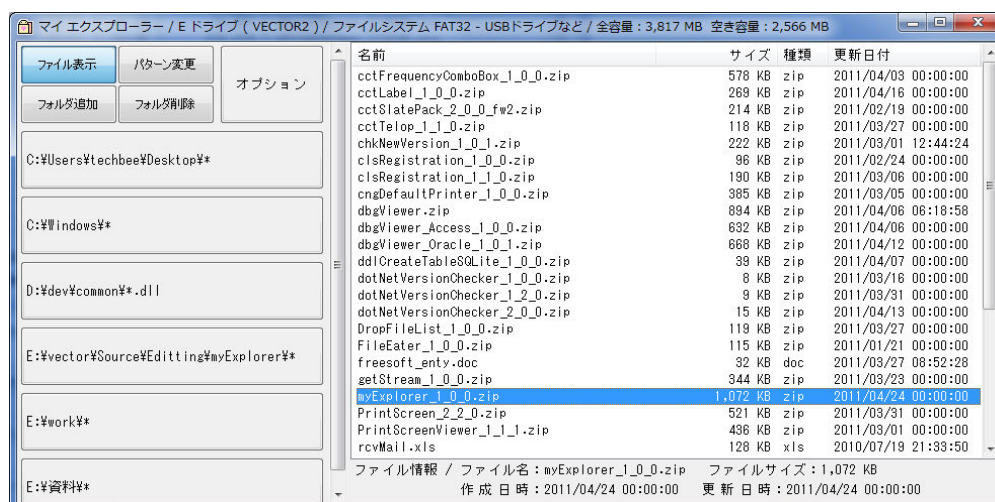 マイ エクスプローラー / E ドライブ ( VECTOR2 ) / ファイルシステム FAT32 - USBドライブなど / 全容量 : 3,817 MB 空き容量 : 2,566 MB
ファイル表示 パターン変更 オプション
フォルダ追加 フォルダ削除
C:¥Users¥techbee¥Desktop¥*
C:¥Windows¥*
D:¥dev¥common¥*.dll
E:¥vector¥Source¥Editting¥myExplorer¥*
E:¥work¥*
E:¥資料¥*
名前 サイズ 種類 更新日付
cctFrequencyComboBox_1_0_0.zip 578 KB zip 2011/04/03 00:00:00
cctLabel_1_0_0.zip 269 KB zip 2011/04/16 00:00:00
cctSlatePack_2_0_0_fw2.zip 214 KB zip 2011/02/19 00:00:00
cctTelop_1_1_0.zip 118 KB zip 2011/03/27 00:00:00
chkNewVersion_1_0_1.zip 222 KB zip 2011/03/01 12:44:24
clsRegistration_1_0_0.zip 96 KB zip 2011/02/24 00:00:00
clsRegistration_1_1_0.zip 190 KB zip 2011/03/06 00:00:00
cngDefaultPrinter_1_0_0.zip 385 KB zip 2011/03/05 00:00:00
dbgViewer.zip 894 KB zip 2011/04/06 06:18:58
dbgViewer_Access_1_0_0.zip 632 KB zip 2011/04/06 00:00:00
dbgViewer_Oracle_1_0_1.zip 668 KB zip 2011/04/12 00:00:00
ddlCreateTableSQLite_1_0_0.zip 39 KB zip 2011/04/07 00:00:00
dotNetVersionChecker_1_0_0.zip 8 KB zip 2011/03/16 00:00:00
dotNetVersionChecker_1_2_0.zip 9 KB zip 2011/03/31 00:00:00
dotNetVersionChecker_2_0_0.zip 15 KB zip 2011/04/13 00:00:00
DropFileList_1_0_0.zip 119 KB zip 2011/03/27 00:00:00
FileEater_1_0_0.zip 115 KB zip 2011/01/21 00:00:00
freesoft_enty.doc 32 KB doc 2011/03/27 08:52:28
getStream_1_0_0.zip 344 KB zip 2011/03/23 00:00:00
myExplorer_1_0_0.zip 1,072 KB zip 2011/04/24 00:00:00
PrintScreen_2_2_0.zip 521 KB zip 2011/03/31 00:00:00
PrintScreenViewer_1_1_1.zip 436 KB zip 2011/03/01 00:00:00
rcvMail.xls 128 KB xls 2010/07/19 21:33:50
ファイル情報 / ファイル名：myExplorer_1_0_0.zip ファイルサイズ：1,072 KB
作成日時：2011/04/24 00:00:00 更新日時：2011/04/24 00:00:00